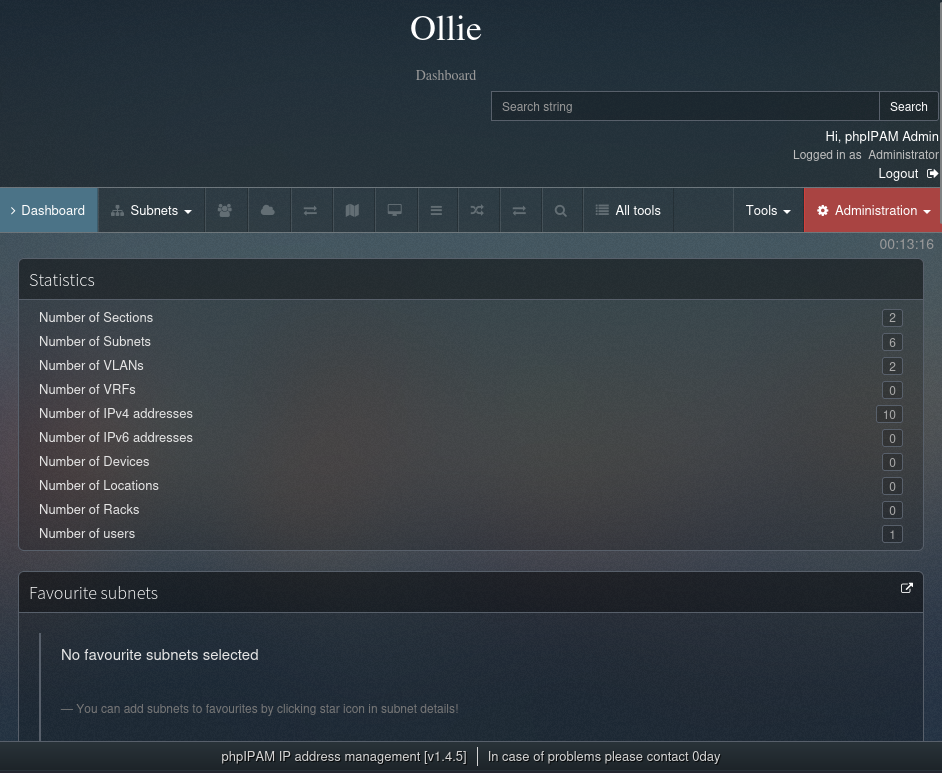 Ollie
Dashboard
Search string
Search
Hi, phpIPAM Admin
Logged in as  Administrator
Logout
Dashboard
Subnets
All tools
Tools
Administration
00:13:16
Statistics
Number of Sections 2
Number of Subnets 6
Number of VLANs 2
Number of VRFs 0
Number of IPv4 addresses 10
Number of IPv6 addresses 0
Number of Devices 0
Number of Locations 0
Number of Racks 0
Number of users 1
Favourite subnets
No favourite subnets selected
— You can add subnets to favourites by clicking star icon in subnet details!
phpIPAM IP address management [v1.4.5] In case of problems please contact 0day